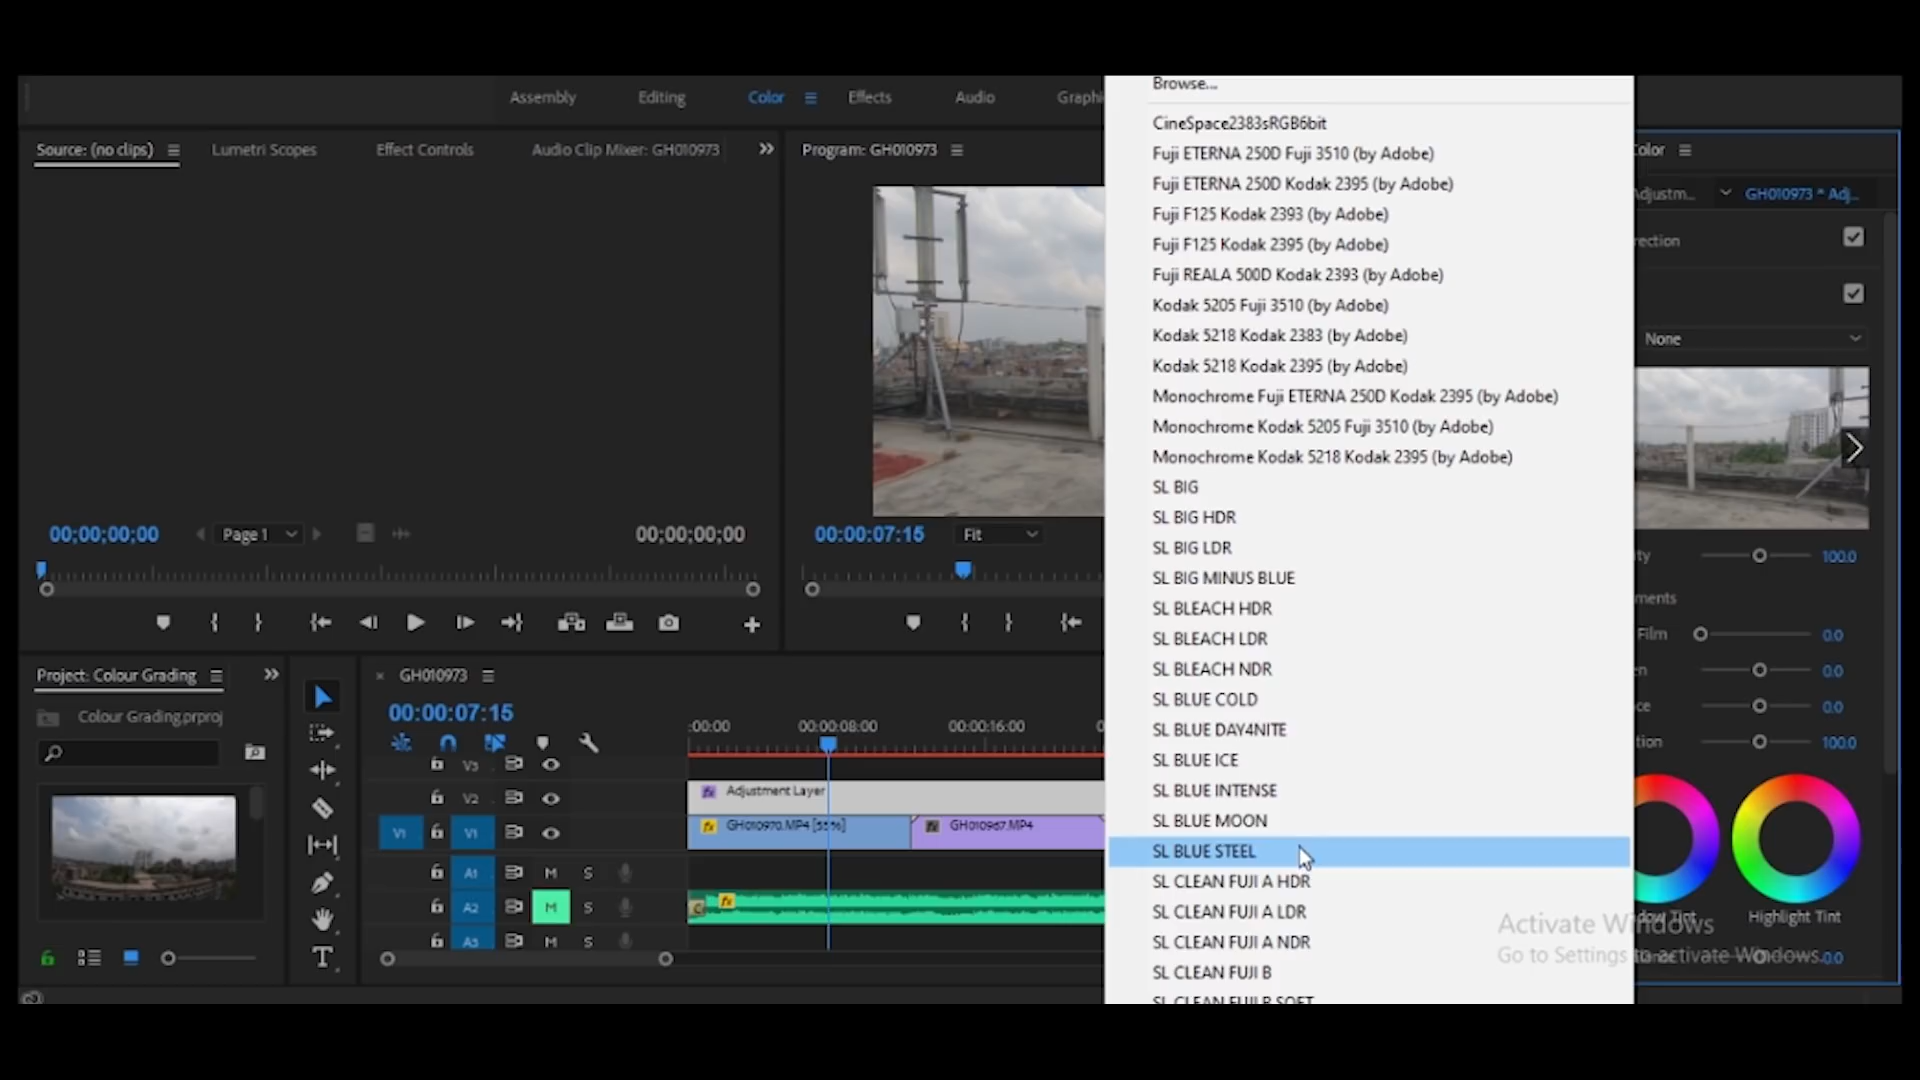 Assembly
Editing
Color
Effects
Audio
Source: (no clips)
Lumetri Scopes
Effect Controls
Audio Clip Mixer: GH010973
Program: GH010973
00;00;00;00
Page 1
00;00;00;00
00:00:07:15
Fit
Project: Colour Grading
Colour Grading.prproj
GH010973
00:00:07:15
:00:00
00:00:08:00
00:00:16:00
V3
V2
Adjustment Layer
V1
V1
GH010970.MP4 [55%]
GH010967.MP4
A1
M
S
A2
M
S
A3
M
S
Browse...
CineSpace2383sRGB6bit
Fuji ETERNA 250D Fuji 3510 (by Adobe)
Fuji ETERNA 250D Kodak 2395 (by Adobe)
Fuji F125 Kodak 2393 (by Adobe)
Fuji F125 Kodak 2395 (by Adobe)
Fuji REALA 500D Kodak 2393 (by Adobe)
Kodak 5205 Fuji 3510 (by Adobe)
Kodak 5218 Kodak 2383 (by Adobe)
Kodak 5218 Kodak 2395 (by Adobe)
Monochrome Fuji ETERNA 250D Kodak 2395 (by Adobe)
Monochrome Kodak 5205 Fuji 3510 (by Adobe)
Monochrome Kodak 5218 Kodak 2395 (by Adobe)
SL BIG
SL BIG HDR
SL BIG LDR
SL BIG MINUS BLUE
SL BLEACH HDR
SL BLEACH LDR
SL BLEACH NDR
SL BLUE COLD
SL BLUE DAY4NITE
SL BLUE ICE
SL BLUE INTENSE
SL BLUE MOON
SL BLUE STEEL
SL CLEAN FUJI A HDR
SL CLEAN FUJI A LDR
SL CLEAN FUJI A NDR
SL CLEAN FUJI B
SL CLEAN FUJI B SOFT
GH010973 * Adj...
None
100.0
Film
0.0
0.0
0.0
100.0
Tint
Highlight Tint
0.0
Activate Windows
Go to Settings to activate Windows.